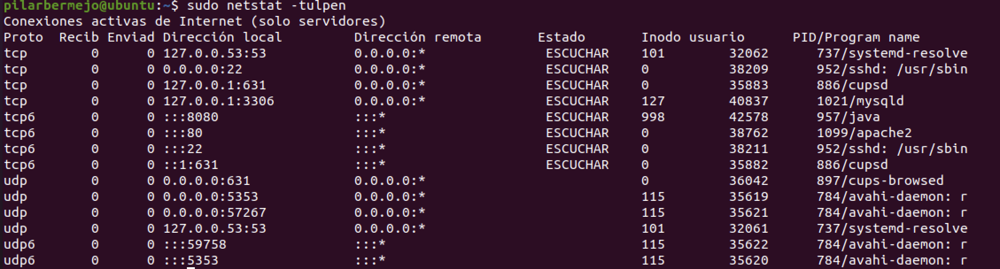 pilarbermejo@ubuntu:~$ sudo netstat -tulpen
Conexiones activas de Internet (solo servidores)
Proto  Recib Enviad Dirección local         Dirección remota       Estado       Inodo usuario      PID/Program name
tcp        0      0 127.0.0.53:53           0.0.0.0:*               ESCUCHAR    101        32062      737/systemd-resolve
tcp        0      0 0.0.0.0:22              0.0.0.0:*               ESCUCHAR    0          38209      952/sshd: /usr/sbin
tcp        0      0 127.0.0.1:631           0.0.0.0:*               ESCUCHAR    0          35883      886/cupsd
tcp        0      0 127.0.0.1:3306          0.0.0.0:*               ESCUCHAR    127        40837      1021/mysqld
tcp6       0      0 :::8080                 :::*                    ESCUCHAR    998        42578      957/java
tcp6       0      0 :::80                   :::*                    ESCUCHAR    0          38762      1099/apache2
tcp6       0      0 :::22                   :::*                    ESCUCHAR    0          38211      952/sshd: /usr/sbin
tcp6       0      0 ::1:631                 :::*                    ESCUCHAR    0          35882      886/cupsd
udp        0      0 0.0.0.0:631             0.0.0.0:*                           0          36042      897/cups-browsed
udp        0      0 0.0.0.0:5353            0.0.0.0:*                           115        35619      784/avahi-daemon: r
udp        0      0 0.0.0.0:57267           0.0.0.0:*                           115        35621      784/avahi-daemon: r
udp        0      0 127.0.0.53:53           0.0.0.0:*                           101        32061      737/systemd-resolve
udp6       0      0 :::59758                :::*                                115        35622      784/avahi-daemon: r
udp6       0      0 :::5353                 :::*                                115        35620      784/avahi-daemon: r